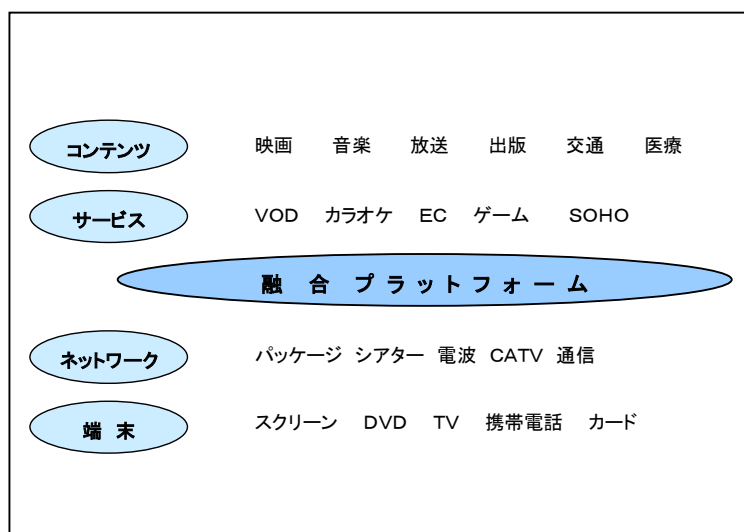 コンテンツ 映画 音楽 放送 出版 交通 医療
サービス VOD カラオケ EC ゲーム SOHO
融合プラットフォーム
ネットワーク パッケージ シアター 電波 CATV 通信
端末 スクリーン DVD TV 携帯電話 カード